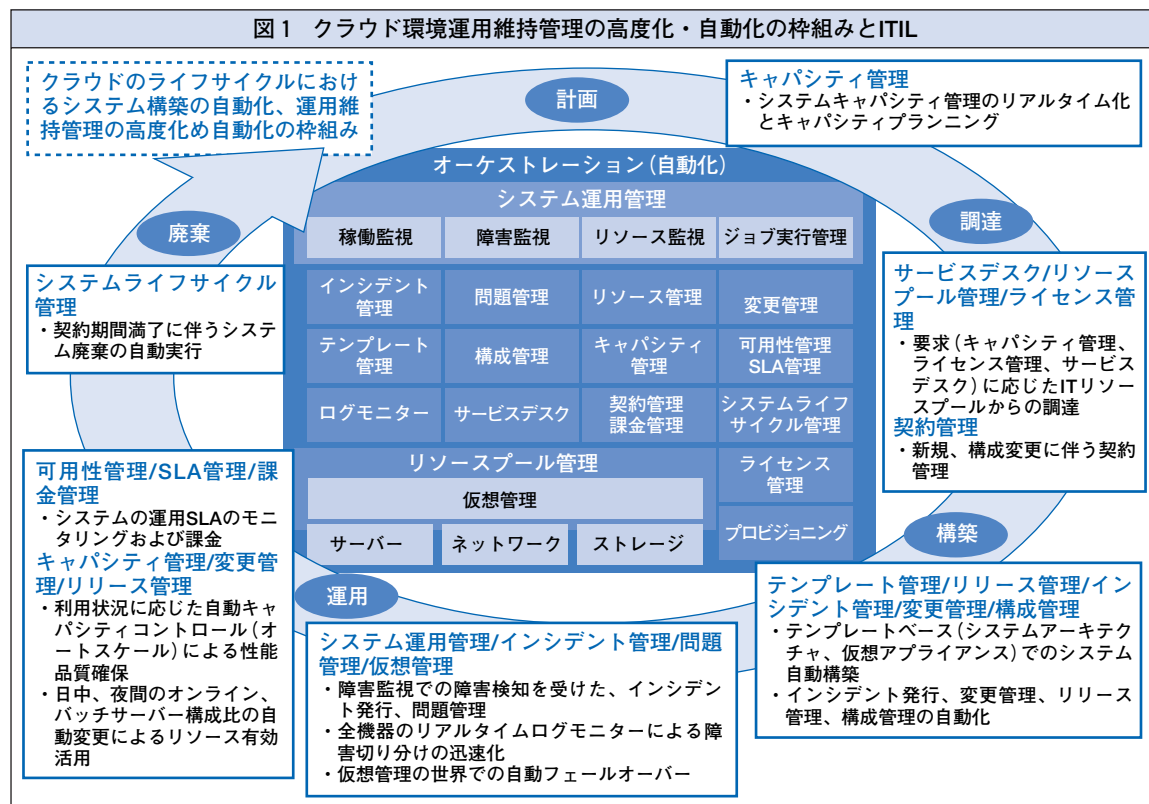 図1 クラウド環境運用維持管理の高度化・自動化の枠組みとITIL
クラウドのライフサイクルにおけ
るシステム構築の自動化、運用維
持管理の高度化め自動化の枠組み
計画
キャパシティ管理
・システムキャパシティ管理のリアルタイム化
とキャパシティプランニング
オーケストレーション(自動化)
システム運用管理
稼働監視
障害監視
リソース監視
ジョブ実行管理
インシデント
管理
問題管理
リソース管理
変更管理
テンプレート
管理
構成管理
キャパシティ
管理
可用性管理
SLA管理
ログモニター
サービスデスク
契約管理
課金管理
システムライフ
サイクル管理
リソースプール管理
仮想管理
サーバー
ネットワーク
ストレージ
ライセンス
管理
プロビジョニング
調達
サービスデスク/リソース
プール管理/ライセンス管
理
・要求(キャパシティ管理、
ライセンス管理、サービス
デスク)に応じたITリソー
スプールからの調達
契約管理
・新規、構成変更に伴う契約
管理
構築
テンプレート管理/リリース管理/イン
シデント管理/変更管理/構成管理
・テンプレートベース(システムアーキテク
チャ、仮想アプライアンス)でのシステム
自動構築
・インシデント発行、変更管理、リリース
管理、構成管理の自動化
運用
システム運用管理/インシデント管理/問題
管理/仮想管理
・障害監視での障害検知を受けた、インシデン
ト発行、問題管理
・全機器のリアルタイムログモニターによる障
害切り分けの迅速化
・仮想管理の世界での自動フェールオーバー
可用性管理/SLA管理/課
金管理
・システムの運用SLAのモニ
タリングおよび課金
キャパシティ管理/変更管
理/リリース管理
・利用状況に応じた自動キャ
パシティコントロール(オ
ートスケール)による性能
品質確保
・日中、夜間のオンライン、
バッチサーバー構成比の自
動変更によるリソース有効
活用
廃棄
システムライフサイクル
管理
・契約期間満了に伴うシステ
ム廃棄の自動実行